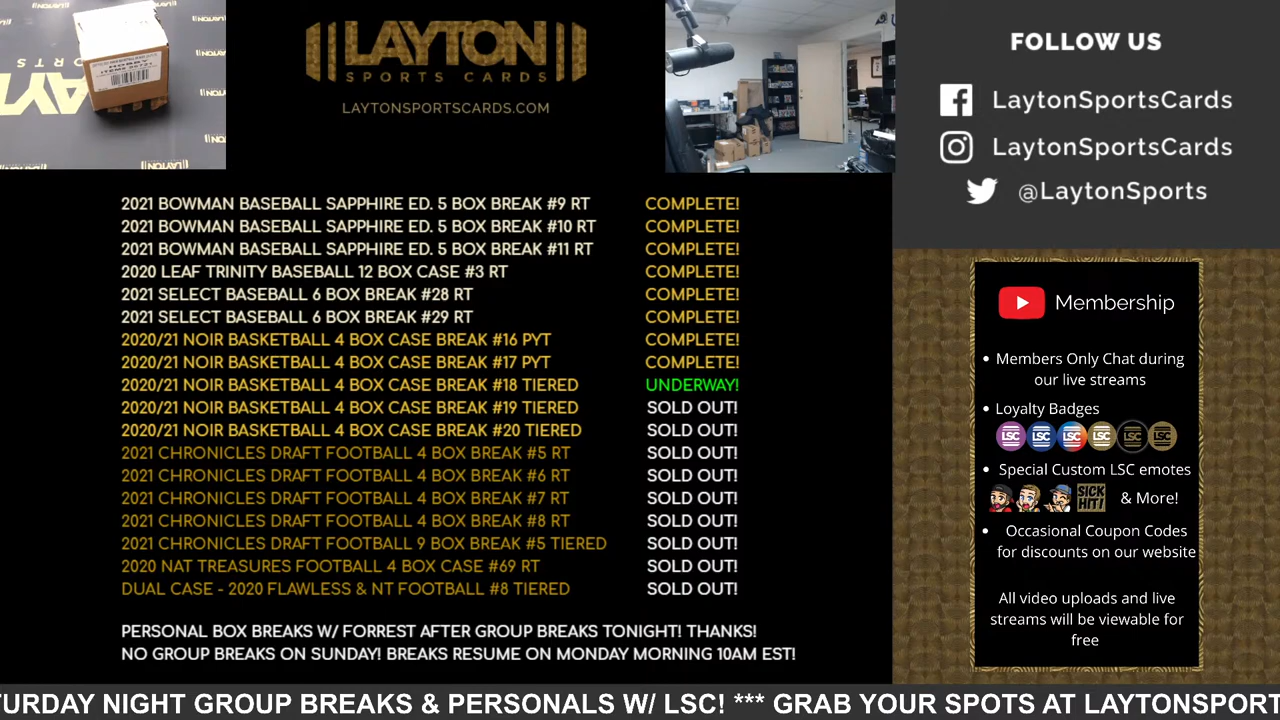 LAYTON
SPORTS CARDS
LAYTONSPORTSCARDS.COM
HOBBY
FOLLOW US
LaytonSportsCards
LaytonSportsCards
@LaytonSports
2021 BOWMAN BASEBALL SAPPHIRE ED. 5 BOX BREAK #9 RT COMPLETE!
2021 BOWMAN BASEBALL SAPPHIRE ED. 5 BOX BREAK #10 RT COMPLETE!
2021 BOWMAN BASEBALL SAPPHIRE ED. 5 BOX BREAK #11 RT COMPLETE!
2020 LEAF TRINITY BASEBALL 12 BOX CASE #3 RT COMPLETE!
2021 SELECT BASEBALL 6 BOX BREAK #28 RT COMPLETE!
2021 SELECT BASEBALL 6 BOX BREAK #29 RT COMPLETE!
2020/21 NOIR BASKETBALL 4 BOX CASE BREAK #16 PYT COMPLETE!
2020/21 NOIR BASKETBALL 4 BOX CASE BREAK #17 PYT COMPLETE!
2020/21 NOIR BASKETBALL 4 BOX CASE BREAK #18 TIERED UNDERWAY!
2020/21 NOIR BASKETBALL 4 BOX CASE BREAK #19 TIERED SOLD OUT!
2020/21 NOIR BASKETBALL 4 BOX CASE BREAK #20 TIERED SOLD OUT!
2021 CHRONICLES DRAFT FOOTBALL 4 BOX BREAK #5 RT SOLD OUT!
2021 CHRONICLES DRAFT FOOTBALL 4 BOX BREAK #6 RT SOLD OUT!
2021 CHRONICLES DRAFT FOOTBALL 4 BOX BREAK #7 RT SOLD OUT!
2021 CHRONICLES DRAFT FOOTBALL 4 BOX BREAK #8 RT SOLD OUT!
2021 CHRONICLES DRAFT FOOTBALL 9 BOX BREAK #5 TIERED SOLD OUT!
2020 NAT TREASURES FOOTBALL 4 BOX CASE #69 RT SOLD OUT!
DUAL CASE - 2020 FLAWLESS & NT FOOTBALL #8 TIERED SOLD OUT!
PERSONAL BOX BREAKS W/ FORREST AFTER GROUP BREAKS TONIGHT! THANKS!
NO GROUP BREAKS ON SUNDAY! BREAKS RESUME ON MONDAY MORNING 10AM EST!
Membership
• Members Only Chat during
our live streams
• Loyalty Badges
LSC LSC LSC LSC LSC LSC
• Special Custom LSC emotes
SICK
HIT!
& More!
• Occasional Coupon Codes
for discounts on our website
All video uploads and live
streams will be viewable for
free
TURDAY NIGHT GROUP BREAKS & PERSONALS W/ LSC! *** GRAB YOUR SPOTS AT LAYTONSPORT